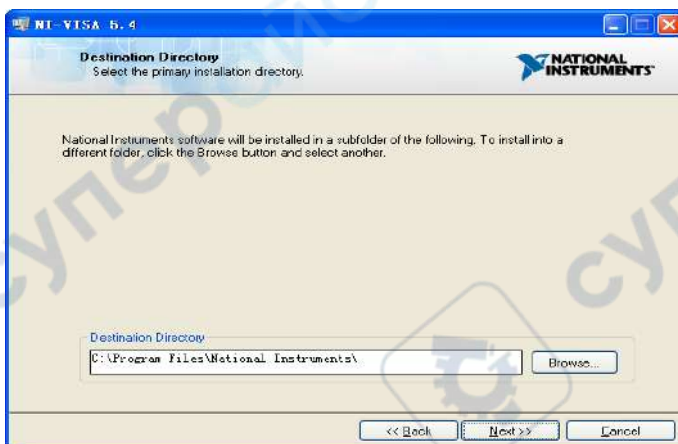 NI-VISA 5.4
Destination Directory
Select the primary installation directory.
NATIONAL
INSTRUMENTS
National Instruments software will be installed in a subfolder of the following. To install into a
different folder, click the Browse button and select another.
Destination Directory
C:\Program Files\National Instruments\
Browse...
<< Back
Next >>
Cancel